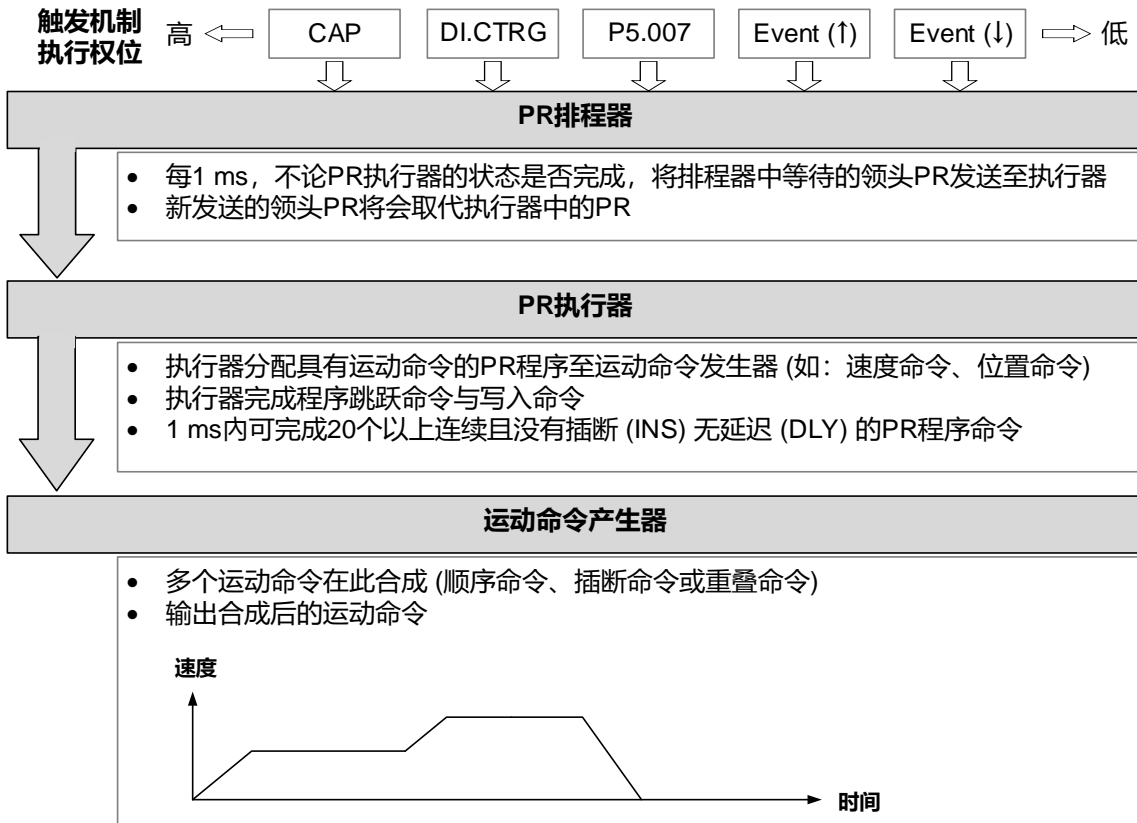 触发机制
执行权位
高 CAP DI.CTRG P5.007 Event (↑) Event (↓) 低
PR排程器
• 每1 ms，不论PR执行器的状态是否完成，将排程器中等待的领头PR发送至执行器
• 新发送的领头PR将会取代执行器中的PR
PR执行器
• 执行器分配具有运动命令的PR程序至运动命令发生器 (如：速度命令、位置命令)
• 执行器完成程序跳跃命令与写入命令
• 1 ms内可完成20个以上连续且没有插断 (INS) 无延迟 (DLY) 的PR程序命令
运动命令产生器
• 多个运动命令在此合成 (顺序命令、插断命令或重叠命令)
• 输出合成后的运动命令
速度
时间